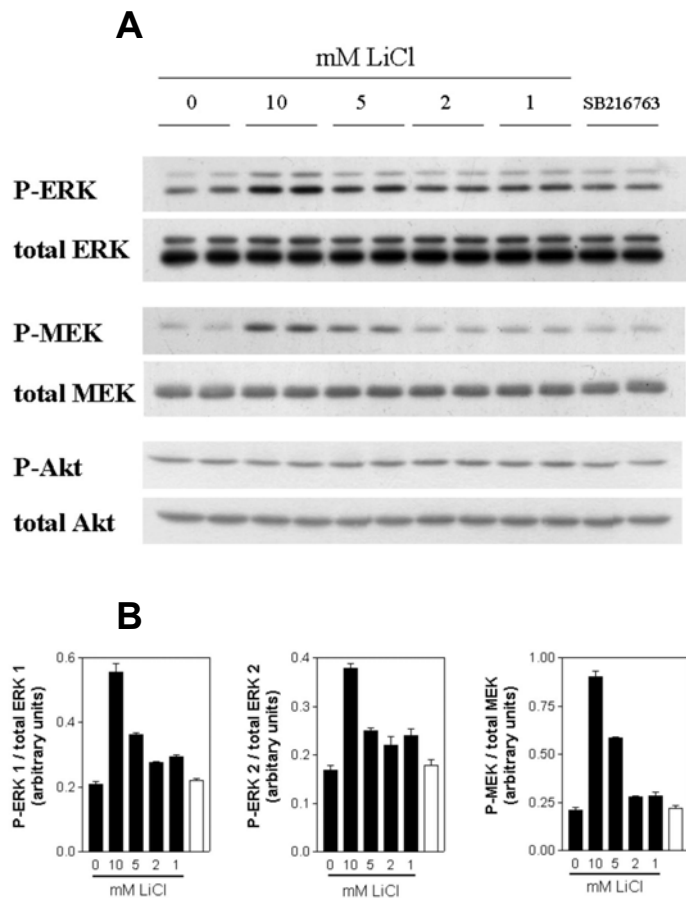 A
mM LiCl
0 10 5 2 1 SB216763
P-ERK
total ERK
P-MEK
total MEK
P-Akt
total Akt
B
P-ERK 1 / total ERK 1
(arbitrary units)
0.6
0.4
0.2
0.0
0 10 5 2 1
mM LiCl
P-ERK 2 / total ERK 2
(arbitary units)
0.4
0.3
0.2
0.1
0.0
0 10 5 2 1
mM LiCl
P-MEK / total MEK
(arbitrary units)
1.00
0.75
0.50
0.25
0.00
0 10 5 2 1
mM LiCl